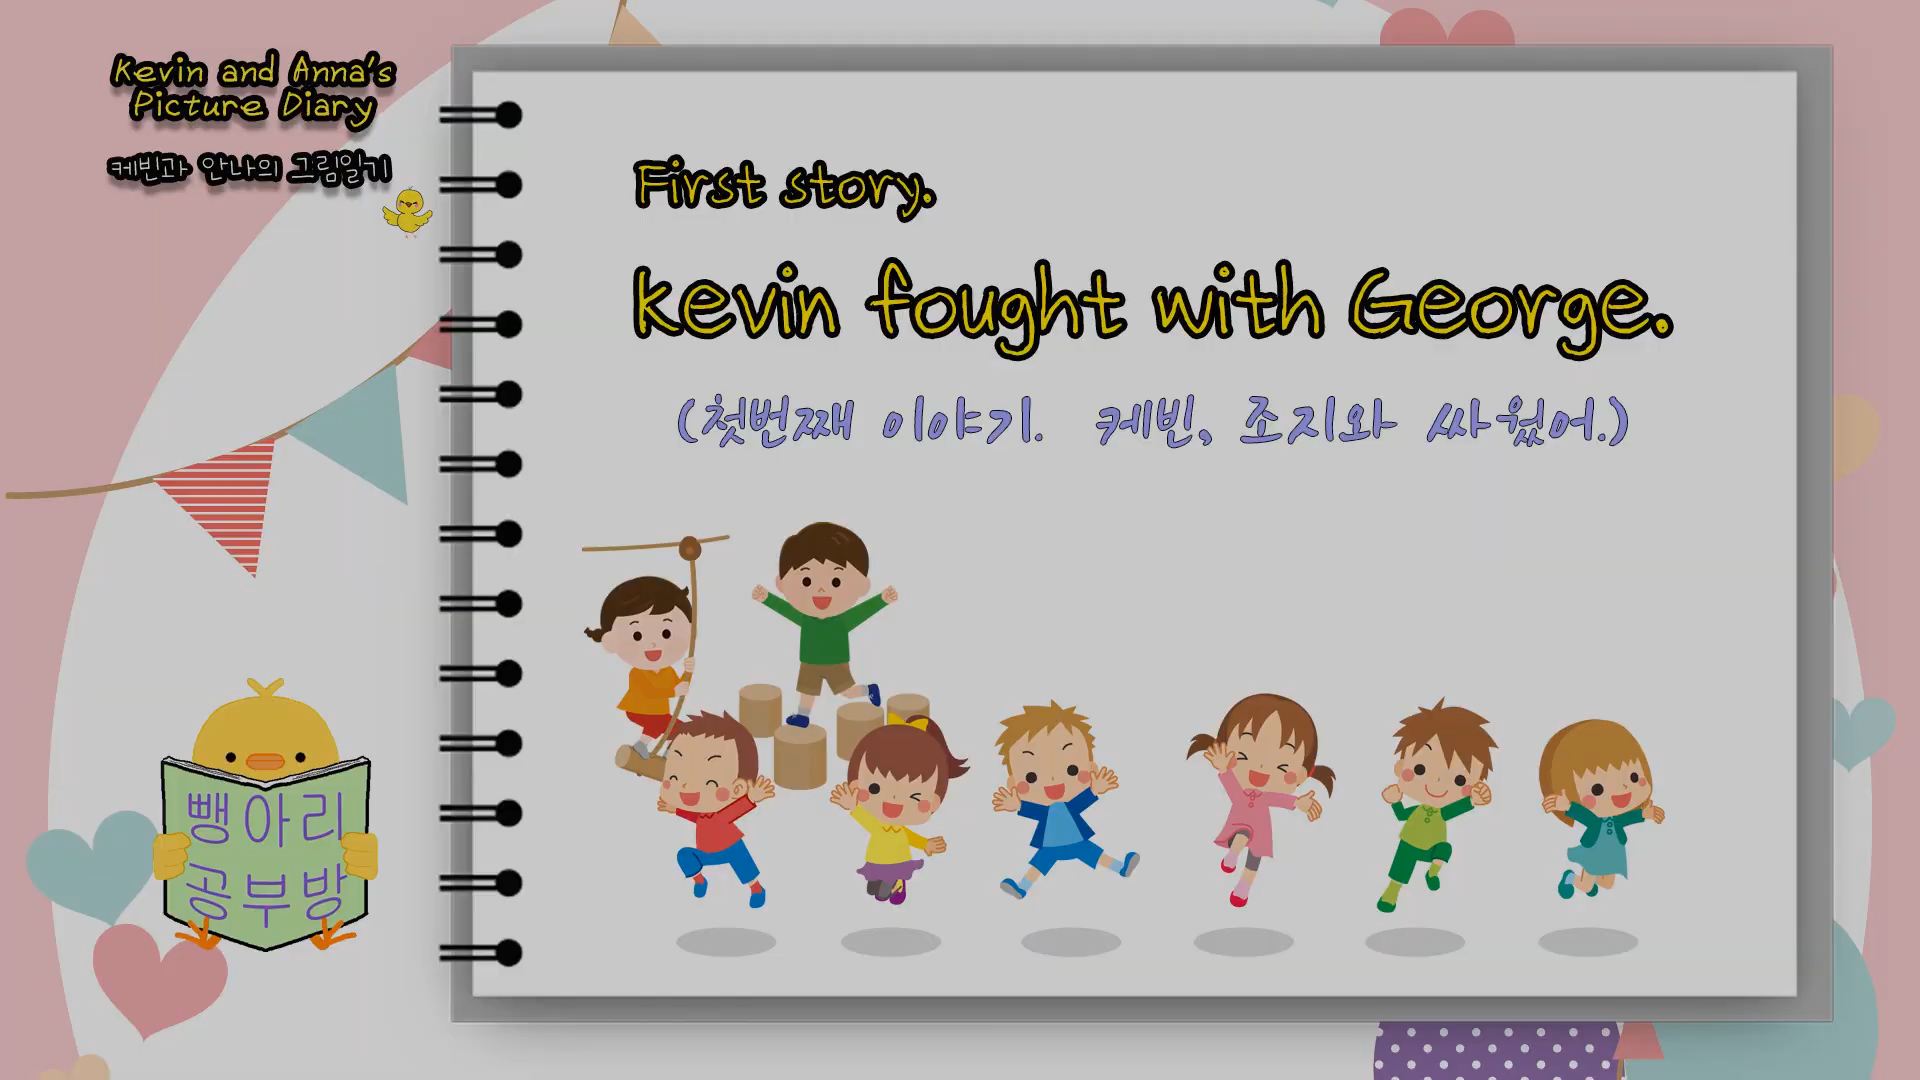 Kevin and Anna's
Picture Diary
케빈과 안나의 그림일기
First story.
kevin fought with George.
(첫번째 이야기. 케빈, 조지와 싸웠어.)
뺑아리
공부방